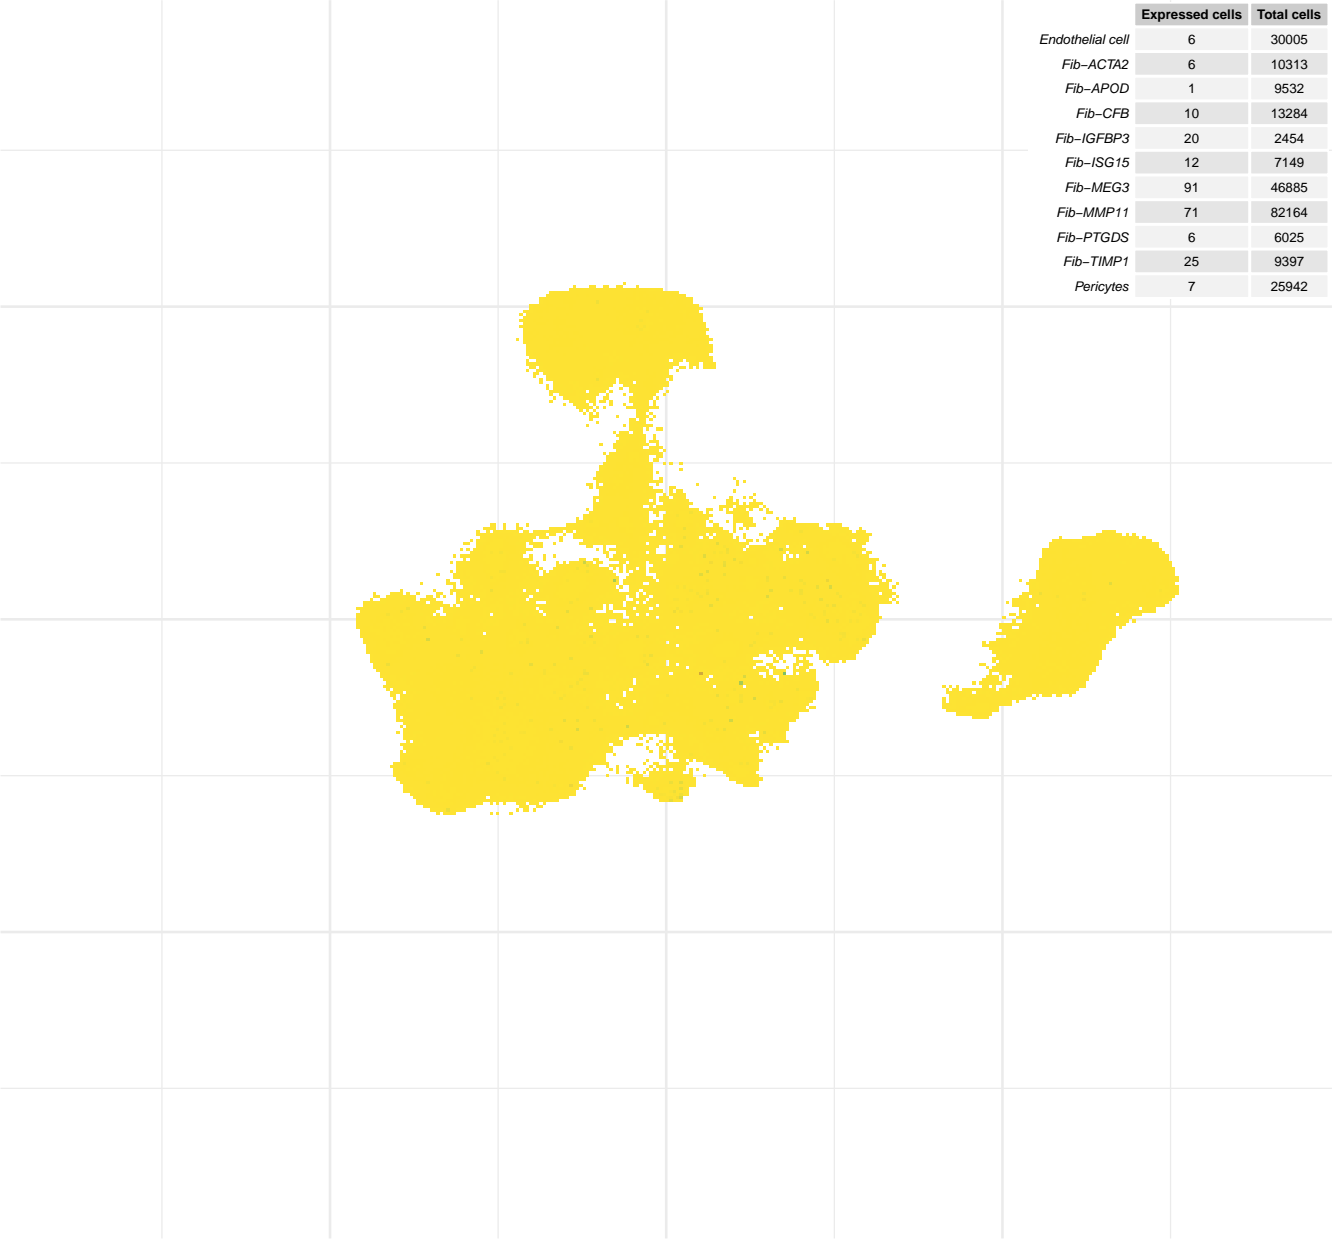 Expressed cells Total cells
Endothelial cell 6 30005
Fib−ACTA2 6 10313
Fib−APOD 1 9532
Fib−CFB 10 13284
Fib−IGFBP3 20 2454
Fib−ISG15 12 7149
Fib−MEG3 91 46885
Fib−MMP11 71 82164
Fib−PTGDS 6 6025
Fib−TIMP1 25 9397
Pericytes 7 25942